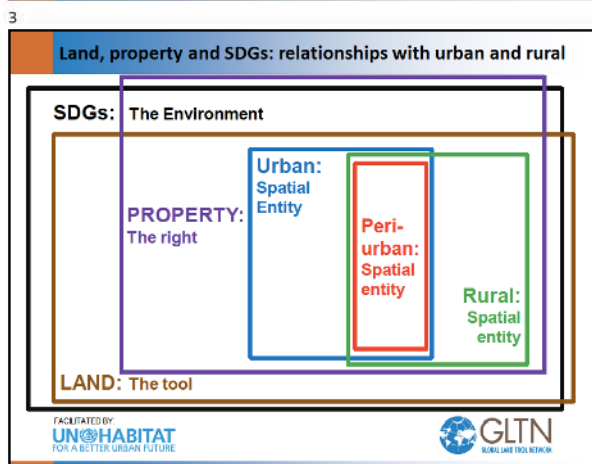 3
Land, property and SDGs: relationships with urban and rural
SDGs: The Environment
Urban:
Spatial
Entity
PROPERTY:
The right
Peri-
urban:
Spatial
entity
Rural:
Spatial
entity
LAND: The tool
FACILITATED BY:
UN HABITAT
FOR A BETTER URBAN FUTURE
GLTN
GLOBAL LAND TOOL NETWORK